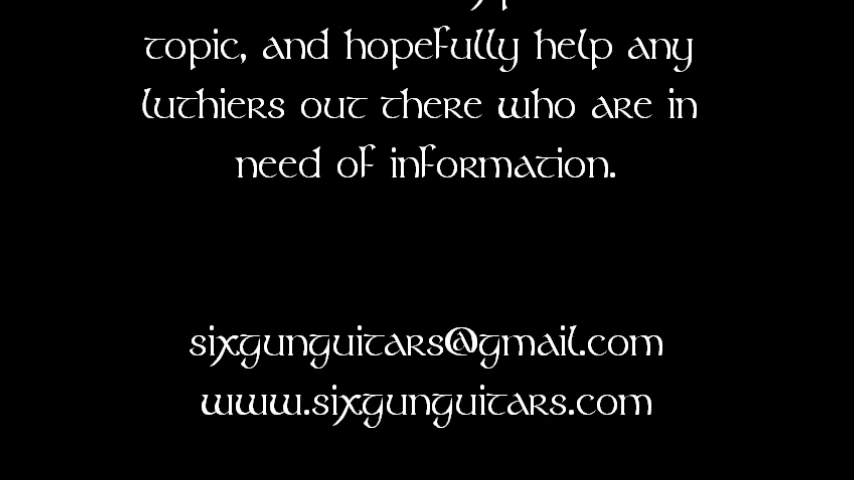 topic, and hopefully help any
luthiers out there who are in
need of information.
sixgunguitars@gmail.com
www.sixgunguitars.com